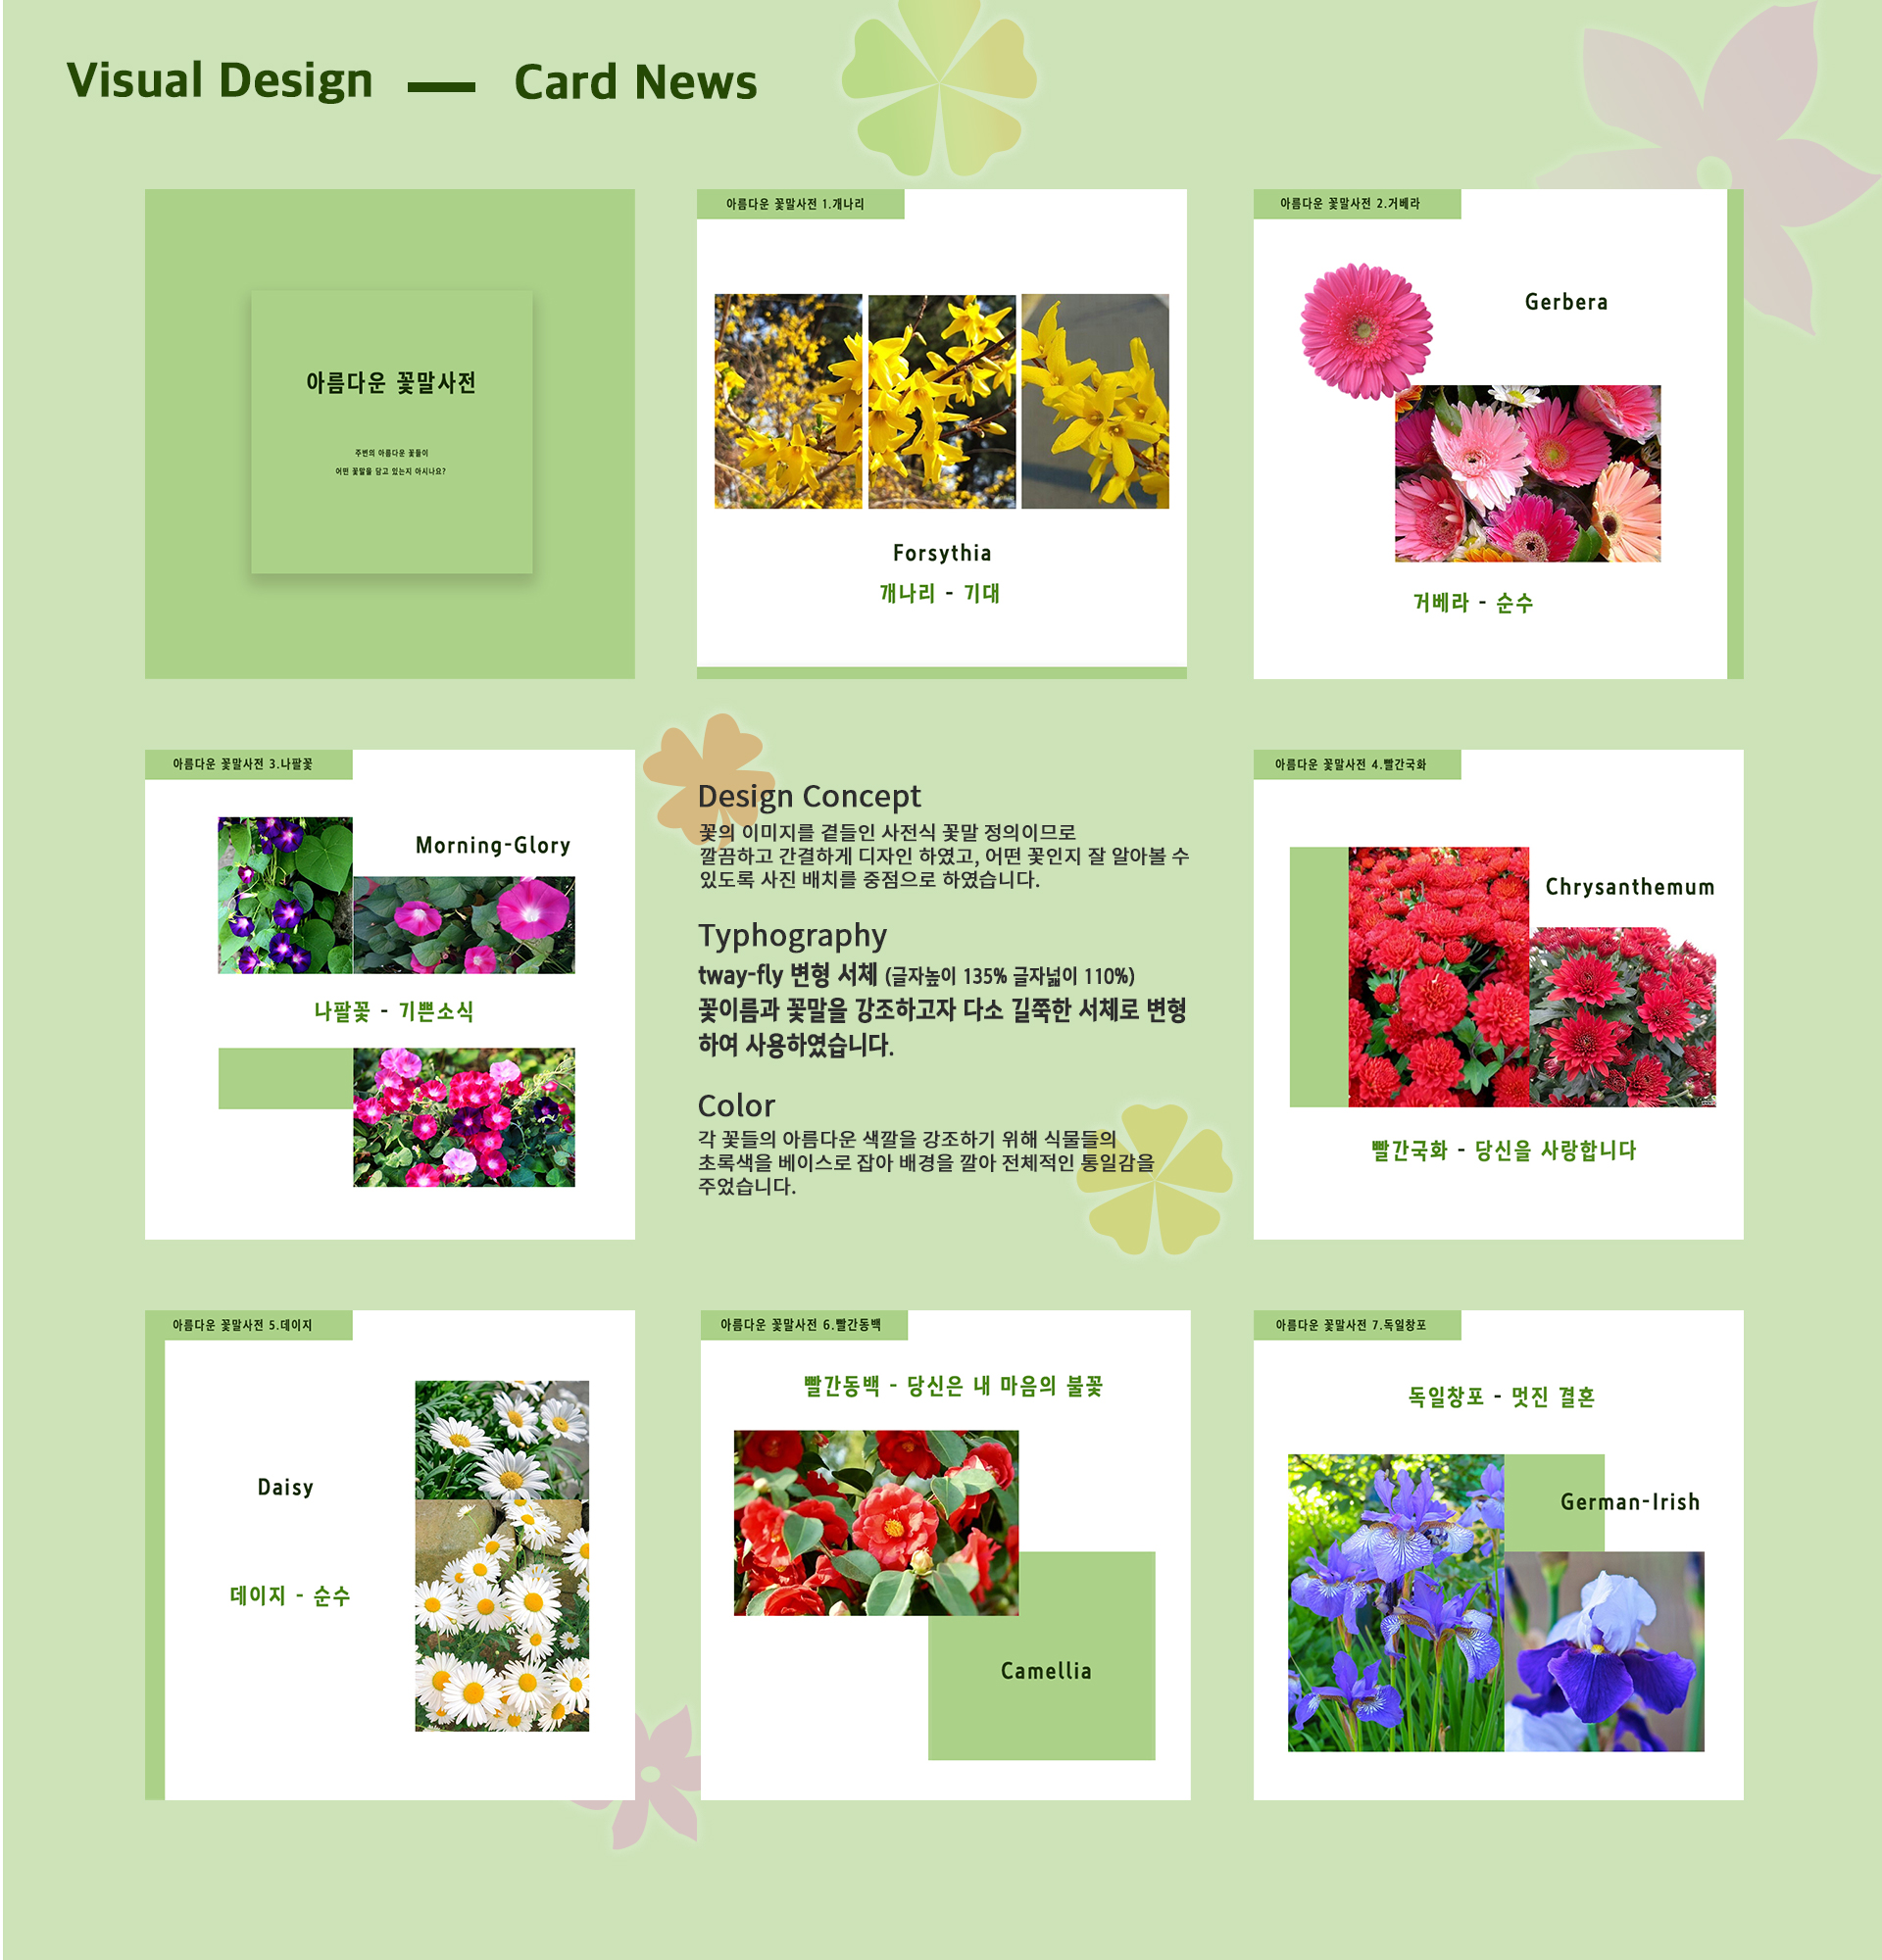 Visual Design — Card News
아름다운 꽃말사전
주변의 아름다운 꽃들이
어떤 꽃말을 담고 있는지 아시나요?
아름다운 꽃말사전 1.개나리
Forsythia
개나리 - 기대
아름다운 꽃말사전 2.거베라
Gerbera
거베라 - 순수
아름다운 꽃말사전 3.나팔꽃
Morning-Glory
나팔꽃 - 기쁜소식
Design Concept
꽃의 이미지를 곁들인 사전식 꽃말 정의이므로
깔끔하고 간결하게 디자인 하였고, 어떤 꽃인지 잘 알아볼 수
있도록 사진 배치를 중점으로 하였습니다.
Typhography
tway-fly 변형 서체 (글자높이 135% 글자넓이 110%)
꽃이름과 꽃말을 강조하고자 다소 길쭉한 서체로 변형
하여 사용하였습니다.
Color
각 꽃들의 아름다운 색깔을 강조하기 위해 식물들의
초록색을 베이스로 잡아 배경을 깔아 전체적인 통일감을
주었습니다.
아름다운 꽃말사전 4.빨간국화
Chrysanthemum
빨간국화 - 당신을 사랑합니다
아름다운 꽃말사전 5.데이지
Daisy
데이지 - 순수
아름다운 꽃말사전 6.빨간동백
빨간동백 - 당신은 내 마음의 불꽃
Camellia
아름다운 꽃말사전 7.독일창포
독일창포 - 멋진 결혼
German-Irish